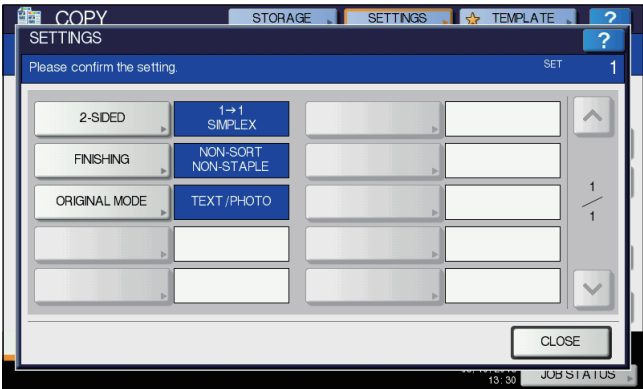 COPY
STORAGE
SETTINGS
TEMPLATE
?
SETTINGS
?
Please confirm the setting.
SET
1
2-SIDED
1→1
SIMPLEX
FINISHING
NON-SORT
NON-STAPLE
ORIGINAL MODE
TEXT/PHOTO
1
1
CLOSE
13:30
JOB STATUS